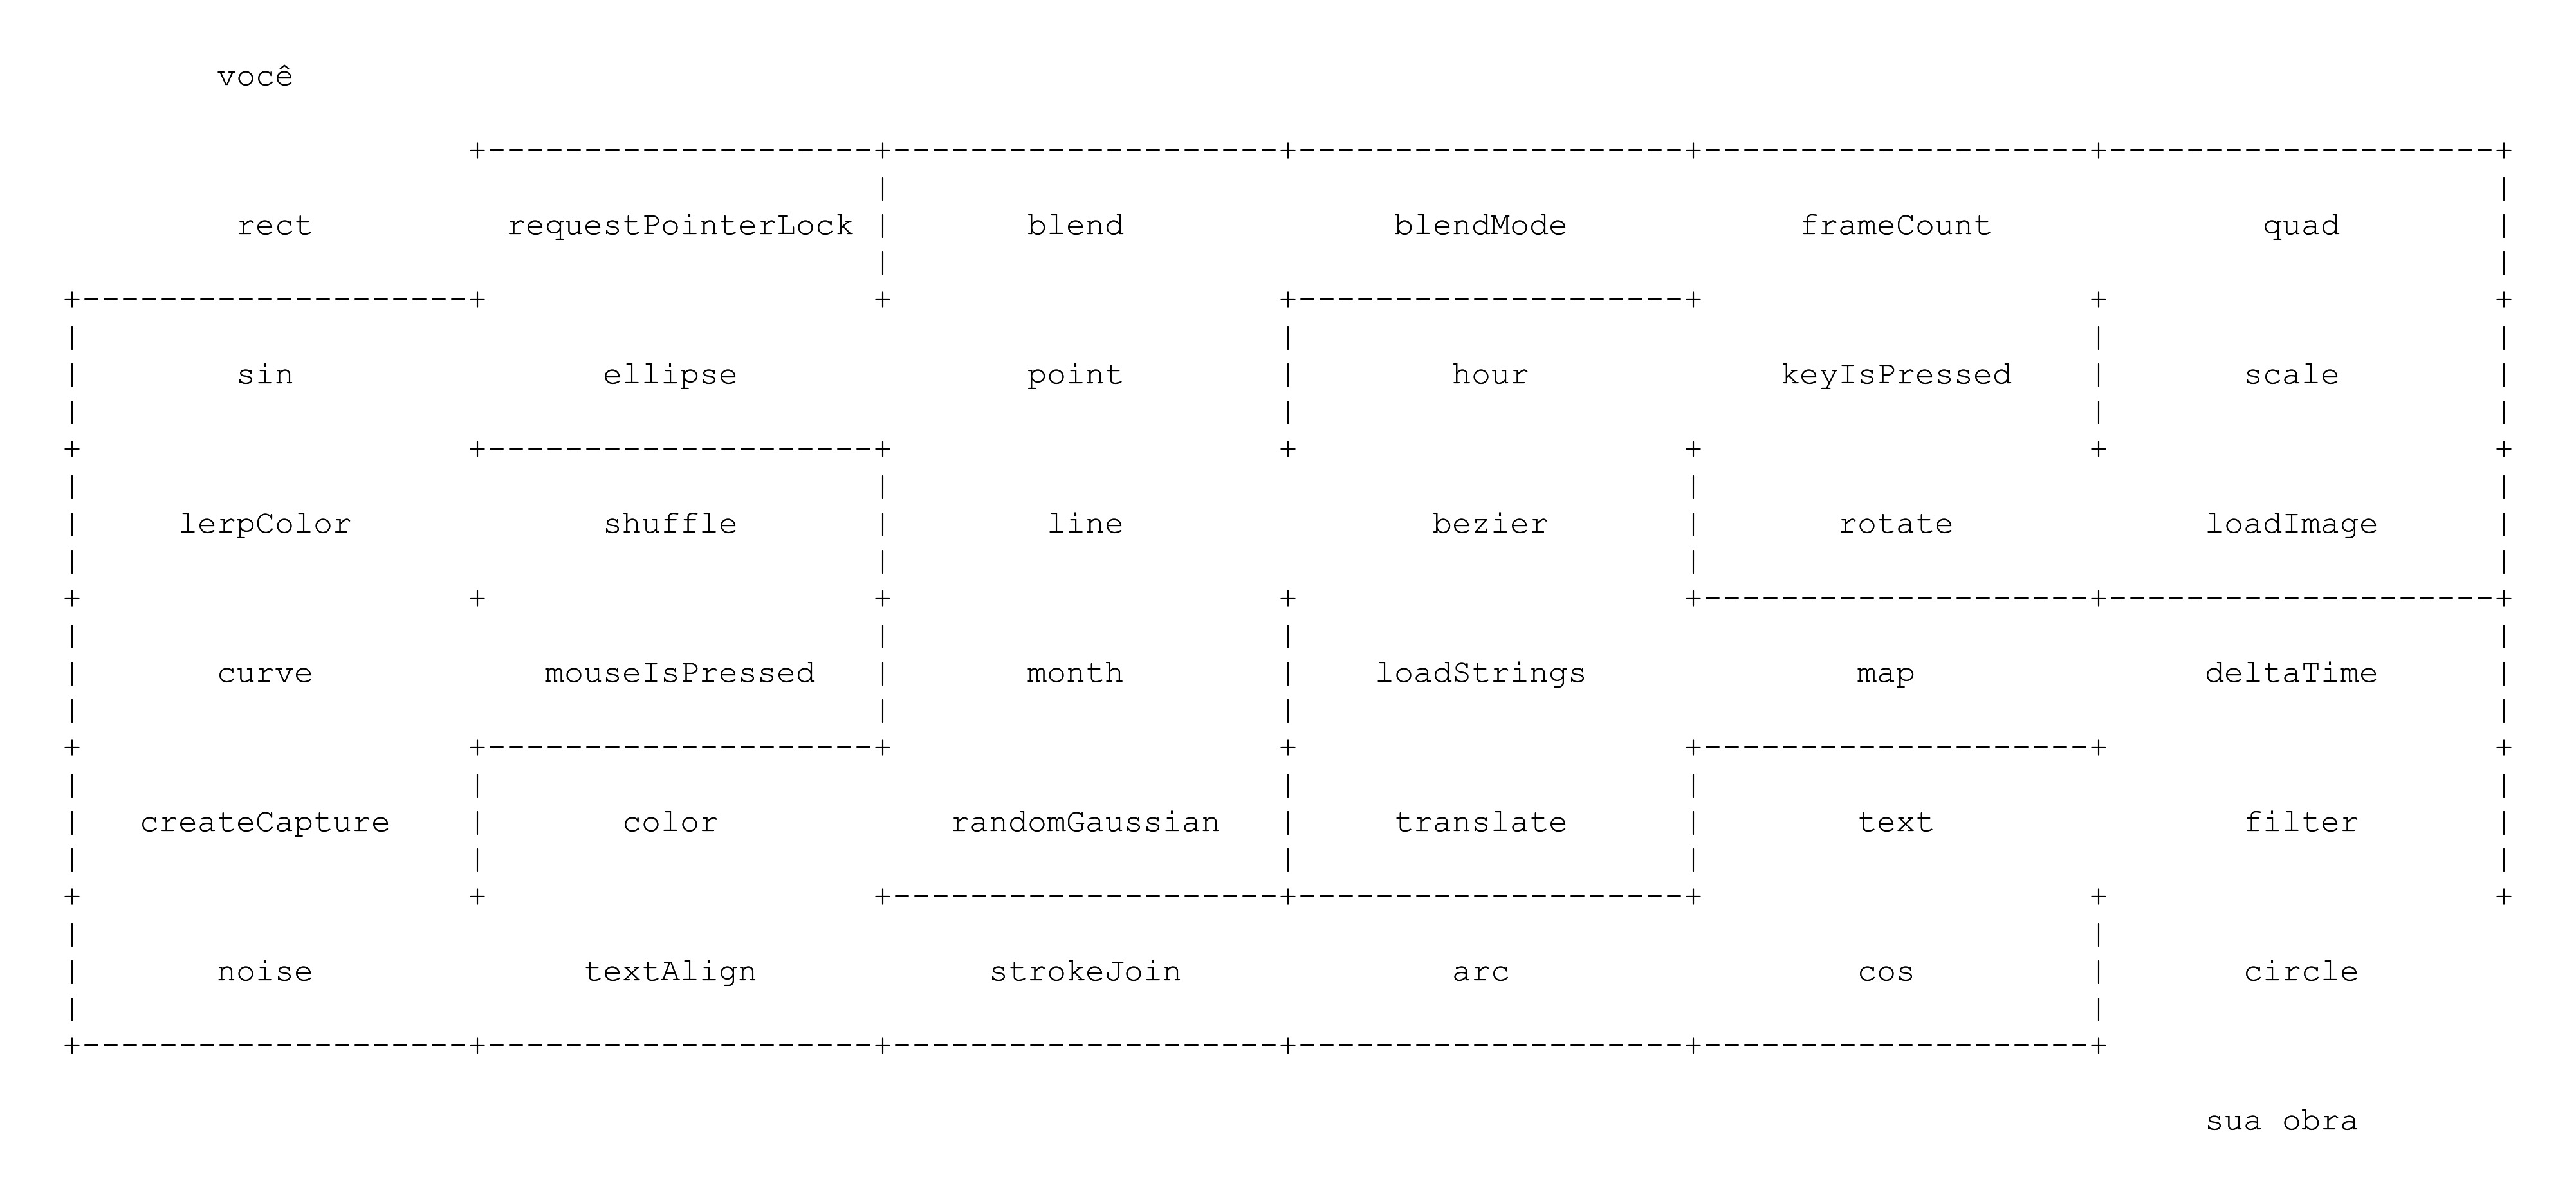 você
rect requestPointerLock blend blendMode frameCount quad
sin ellipse point hour keyIsPressed scale
lerpColor shuffle line bezier rotate loadImage
curve mouseIsPressed month loadStrings map deltaTime
createCapture color randomGaussian translate text filter
noise textAlign strokeJoin arc cos circle
sua obra